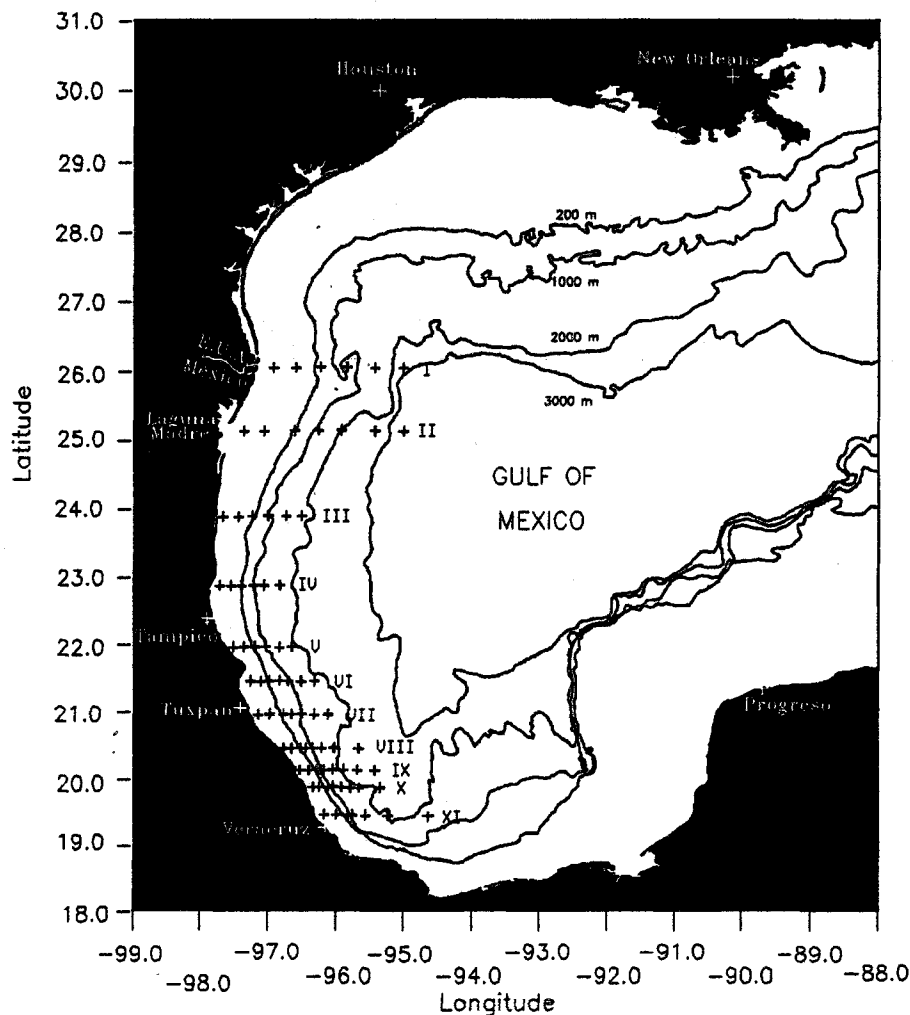 31.0
Houston
New Orleans
30.0
29.0
200 m
28.0
1000 m
27.0
2000 m
U.S.A.
Mexico
26.0
I
3000 m
Laguna
Madre
25.0
II
Latitude
GULF OF
MEXICO
24.0
III
23.0
IV
Tampico
22.0
V
VI
Tuxpan
21.0
VII
Progreso
VIII
20.0
IX
X
Veracruz
XI
19.0
18.0
-99.0 -97.0 -95.0 -93.0 -91.0 -89.0
-98.0 -96.0 -94.0 -92.0 -90.0 -88.0
Longitude